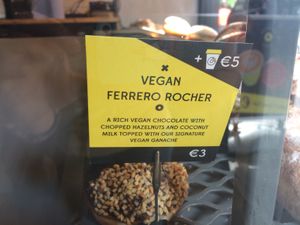 + €5
VEGAN
FERRERO ROCHER
A RICH VEGAN CHOCOLATE WITH
CHOPPED HAZELNUTS AND COCONUT
MILK TOPPED WITH OUR SIGNATURE
VEGAN GANACHE
€3